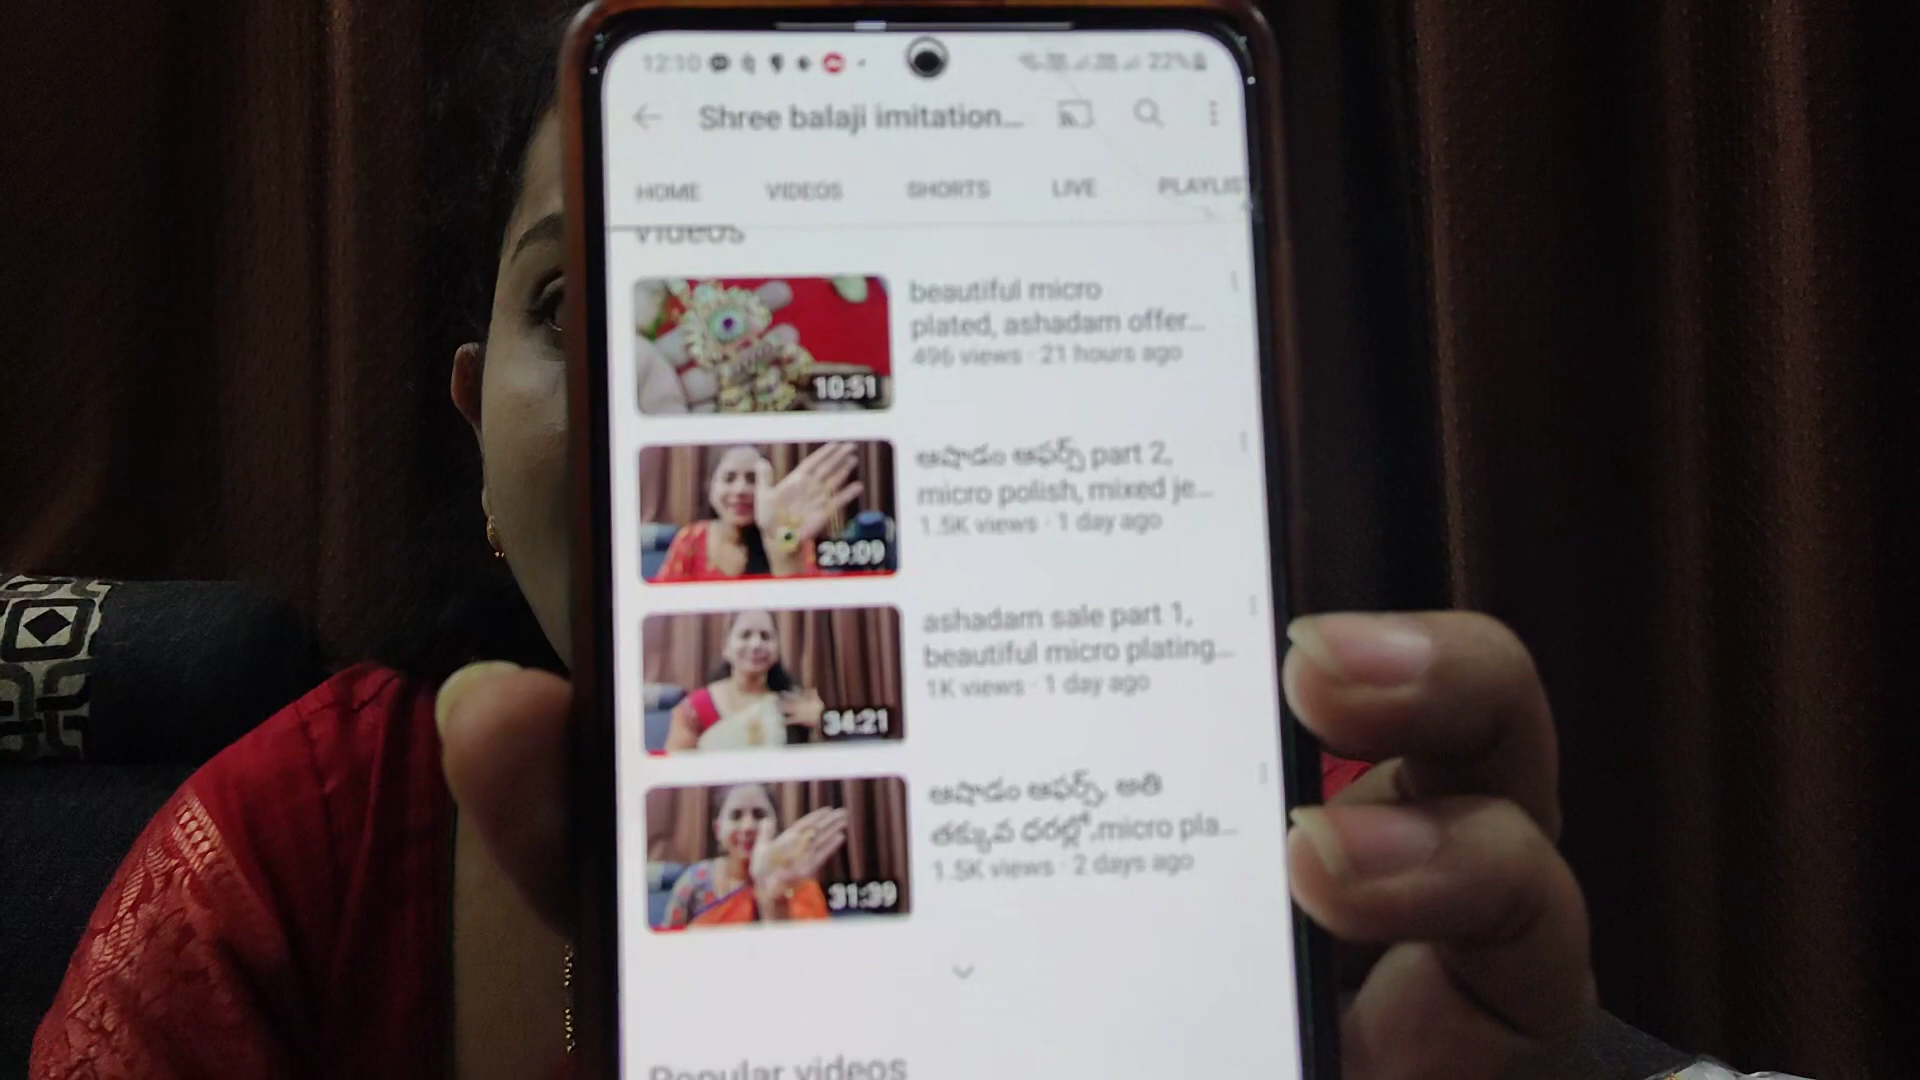 12:10 22%
Shree balaji imitation...
HOME VIDEOS SHORTS LIVE PLAYLIS
Videos
beautiful micro
plated, ashadam offer...
496 views · 21 hours ago
10:51
ఆషాడం ఆఫర్స్ part 2,
micro polish, mixed je...
1.5K views · 1 day ago
29:09
ashadam sale part 1,
beautiful micro plating...
1K views · 1 day ago
34:21
ఆషాడం ఆఫర్స్, అతి
తక్కువ ధరల్లో,micro pla...
1.5K views · 2 days ago
31:39
Popular videos